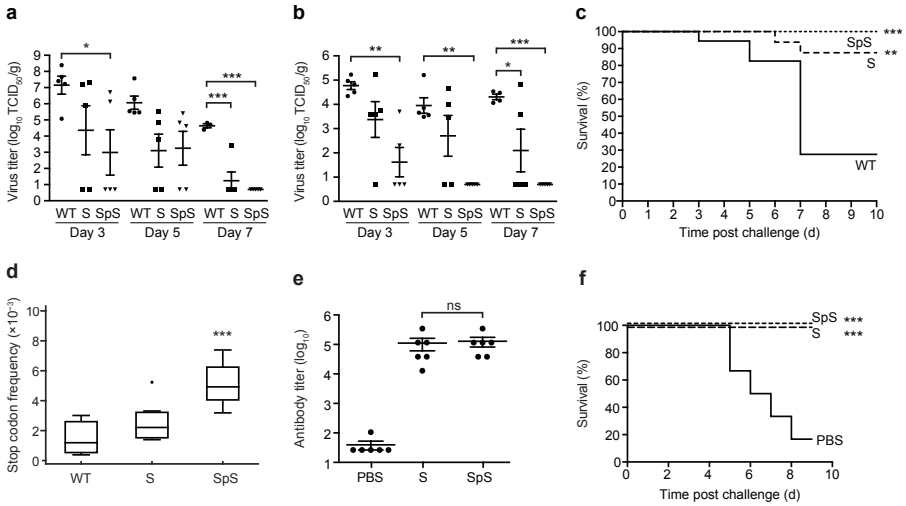 a
Virus titer (log10 TCID50/g)
9
8
7
6
5
4
3
2
1
0
*
***
***
WT S SpS WT S SpS WT S SpS
Day 3 Day 5 Day 7
b
Virus titer (log10 TCID50/g)
6
5
4
3
2
1
0
**
**
***
*
WT S SpS WT S SpS WT S SpS
Day 3 Day 5 Day 7
c
Survival (%)
100
90
80
70
60
50
40
30
20
10
0
SpS ***
S **
WT
0 1 2 3 4 5 6 7 8 9 10
Time post challenge (d)
d
Stop codon frequency (×10⁻³)
10
8
6
4
2
0
***
WT S SpS
e
Antibody titer (log10)
6
5
4
3
2
1
ns
PBS S SpS
f
Survival (%)
100
80
60
40
20
0
SpS ***
S ***
PBS
0 2 4 6 8 10
Time post challenge (d)